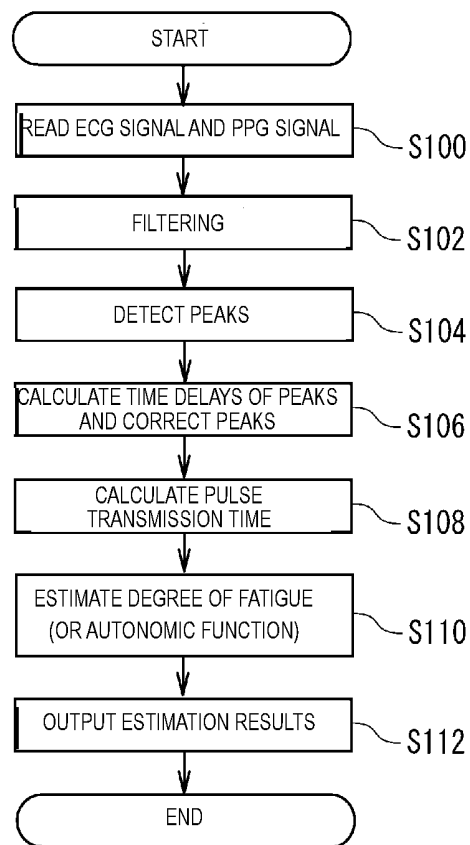 START
READ ECG SIGNAL AND PPG SIGNAL
S100
FILTERING
S102
DETECT PEAKS
S104
CALCULATE TIME DELAYS OF PEAKS
AND CORRECT PEAKS
S106
CALCULATE PULSE
TRANSMISSION TIME
S108
ESTIMATE DEGREE OF FATIGUE
(OR AUTONOMIC FUNCTION)
S110
OUTPUT ESTIMATION RESULTS
S112
END